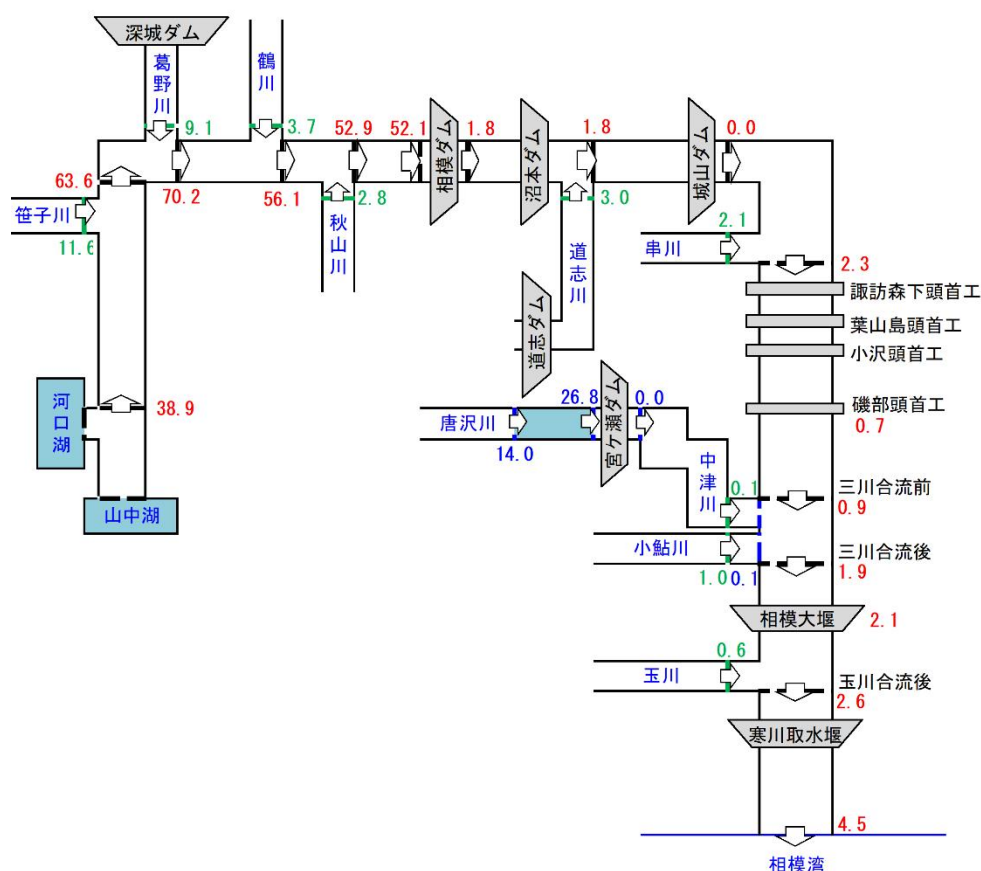 深城ダム
葛野川
鶴川
9.1
3.7
52.9
52.1
相模ダム
1.8
沼本ダム
1.8
城山ダム
0.0
63.6
70.2
56.1
2.8
3.0
笹子川
11.6
秋山川
道志川
2.1
串川
2.3
諏訪森下頭首工
葉山島頭首工
小沢頭首工
道志ダム
河口湖
38.9
唐沢川
14.0
26.8
宮ケ瀬ダム
0.0
磯部頭首工
0.7
山中湖
中津川
0.1
三川合流前
0.9
小鮎川
1.0
0.1
三川合流後
1.9
相模大堰
2.1
0.6
玉川
玉川合流後
2.6
寒川取水堰
4.5
相模湾